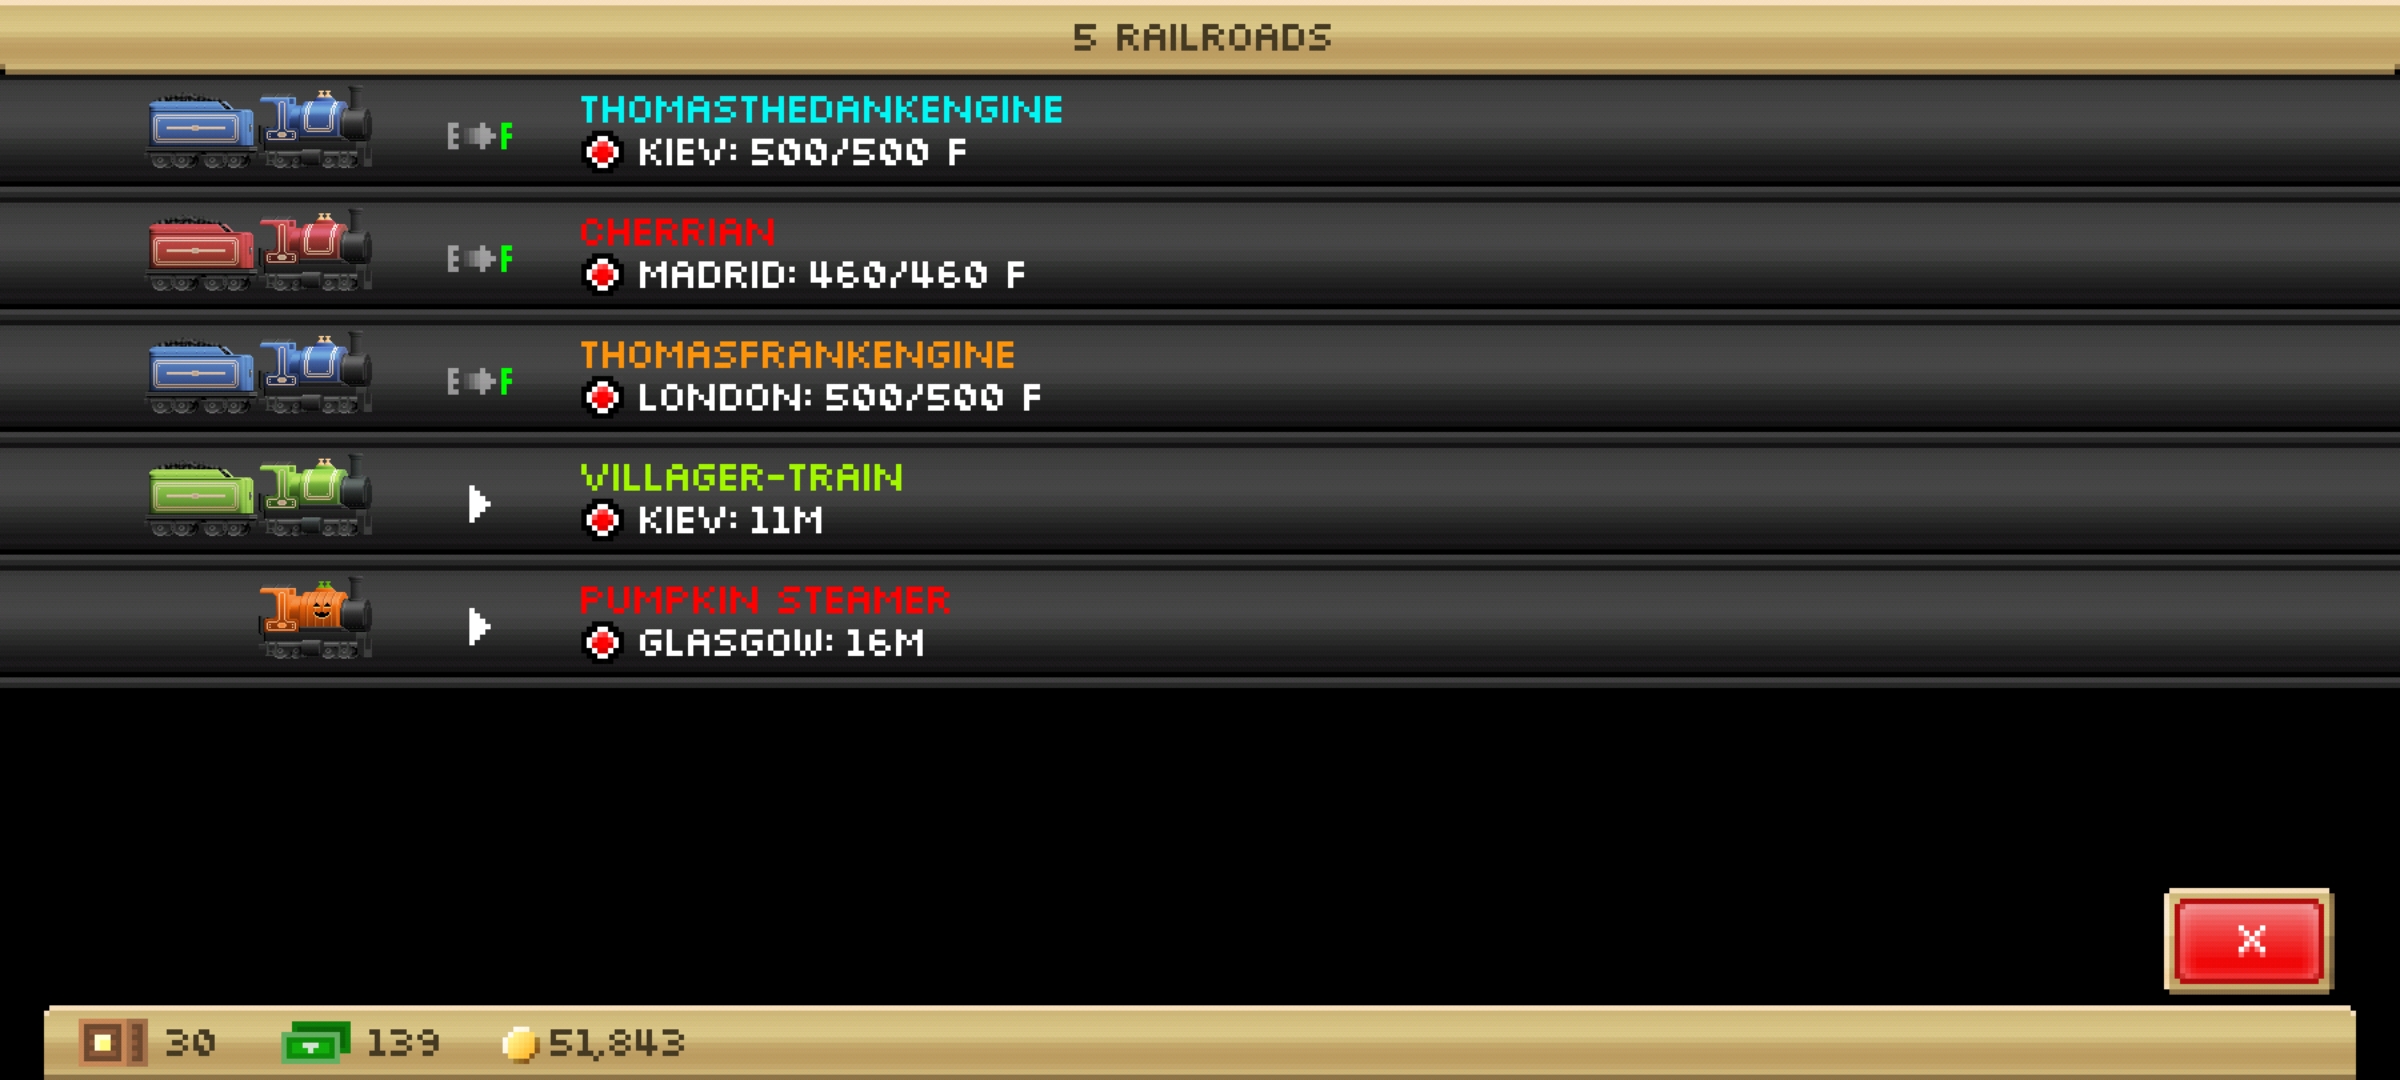 5 RAILROADS
E F
THOMASTHEDANKENGINE
KIEV: 500/500 F
E F
CHERRIAN
MADRID: 460/460 F
E F
THOMASFRANKENGINE
LONDON: 500/500 F
VILLAGER-TRAIN
KIEV: 11M
PUMPKIN STEAMER
GLASGOW: 16M
X
30 139 51,843